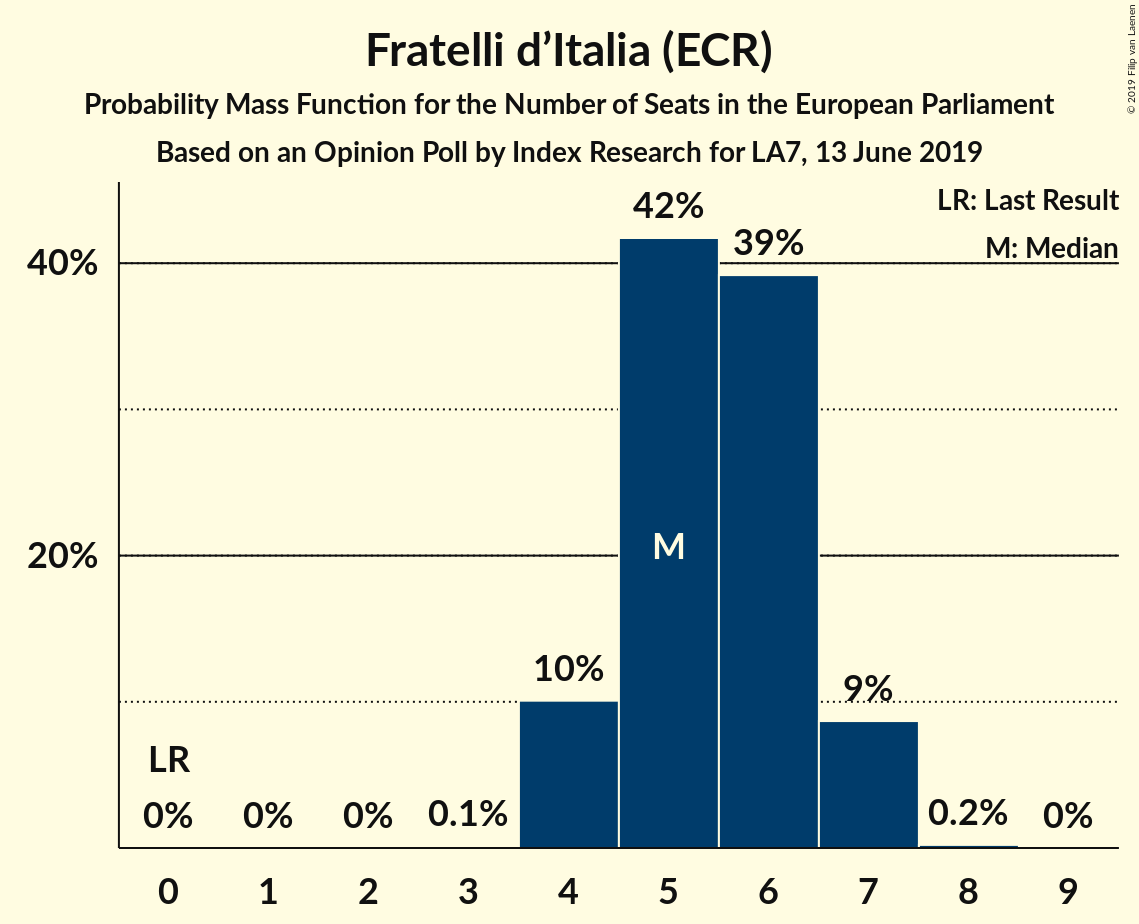 Fratelli d’Italia (ECR)
Probability Mass Function for the Number of Seats in the European Parliament
Based on an Opinion Poll by Index Research for LA7, 13 June 2019
© 2019 Filip van Laenen
LR: Last Result
M: Median
42%
39%
40%
20%
M
10%
9%
LR
0%
0%
0%
0.1%
0.2%
0%
0 1 2 3 4 5 6 7 8 9